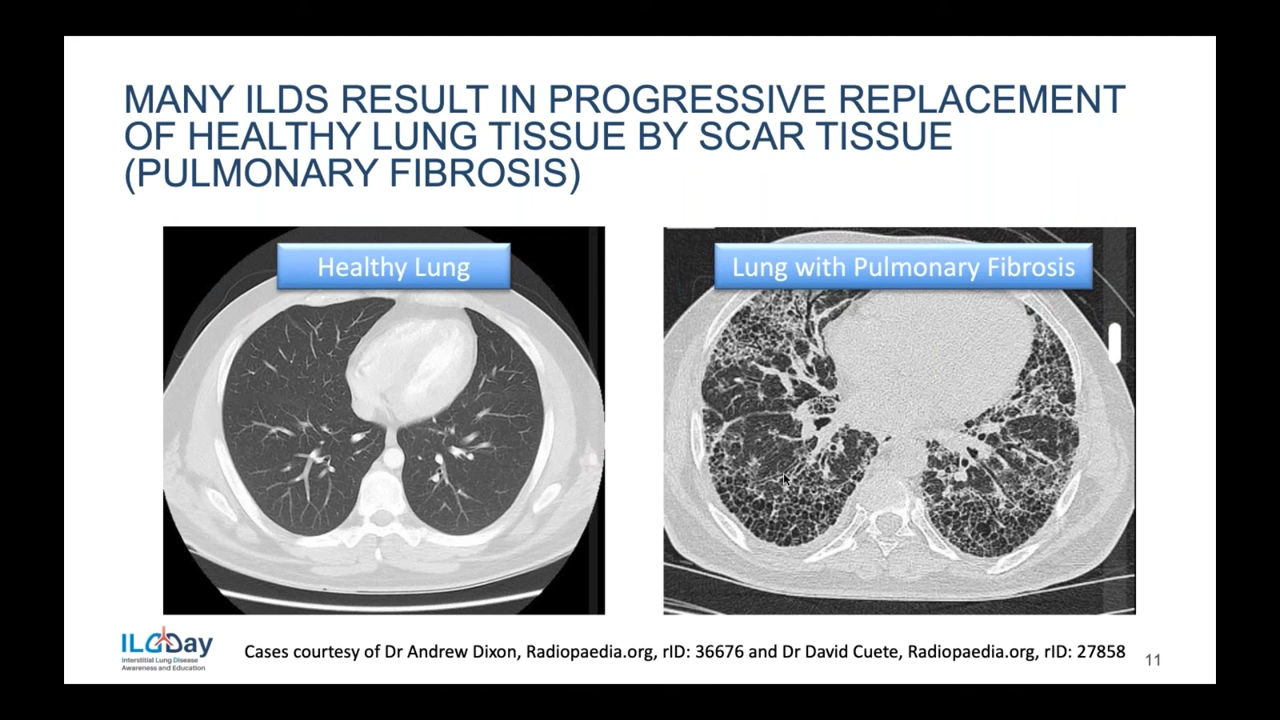 MANY ILDS RESULT IN PROGRESSIVE REPLACEMENT
OF HEALTHY LUNG TISSUE BY SCAR TISSUE
(PULMONARY FIBROSIS)
Healthy Lung
Lung with Pulmonary Fibrosis
ILDDay
Interstitial Lung Disease
Awareness and Education
Cases courtesy of Dr Andrew Dixon, Radiopaedia.org, rID: 36676 and Dr David Cuete, Radiopaedia.org, rID: 27858
11